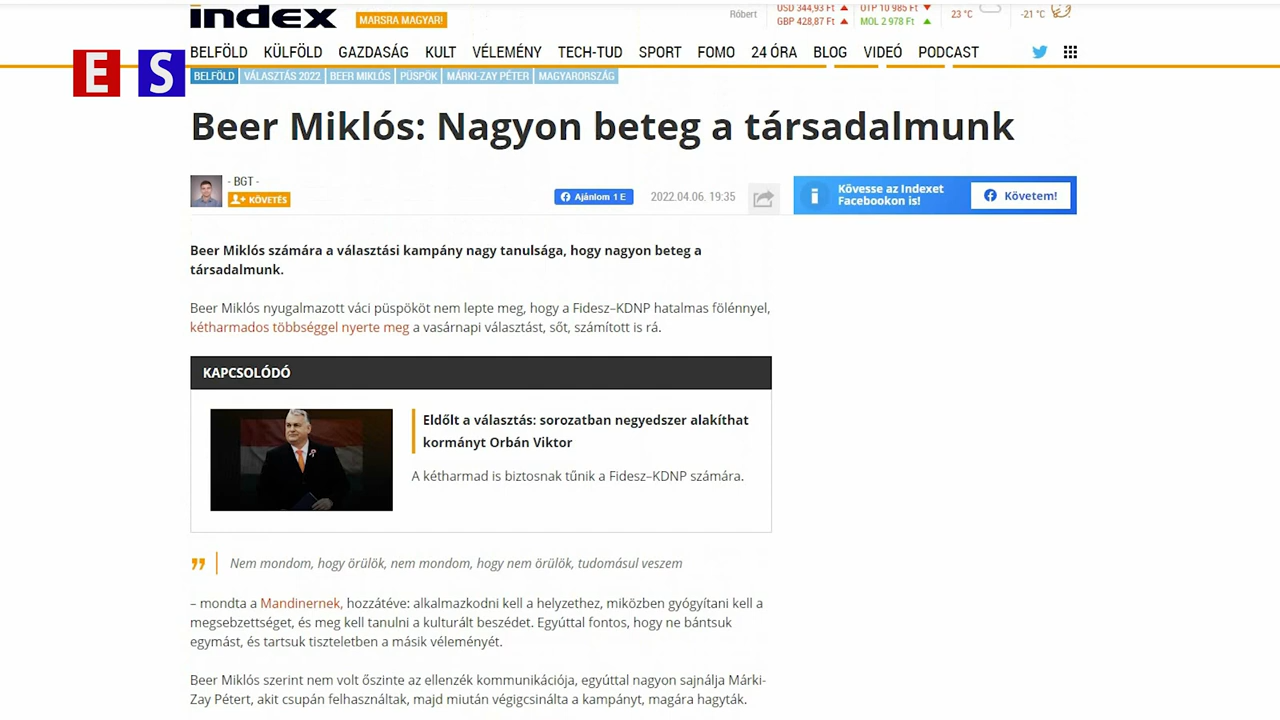 index
MARSRA MAGYAR!
Róbert
USD 344,93 Ft
OTP 10 985 Ft
GBP 428,87 Ft
MOL 2 978 Ft
23 °C
-21 °C
BELFÖLD KÜLFÖLD GAZDASÁG KULT VÉLEMÉNY TECH-TUD SPORT FOMO 24 ÓRA BLOG VIDEÓ PODCAST
E S
BELFÖLD VÁLASZTÁS 2022 BEER MIKLÓS PÜSPÖK MÁRKI-ZAY PÉTER MAGYARORSZÁG
Beer Miklós: Nagyon beteg a társadalmunk
- BGT -
KÖVETÉS
Ajánlom 1 E
2022.04.06. 19:35
Kövesse az Indexet
Facebookon is!
Követem!
Beer Miklós számára a választási kampány nagy tanulsága, hogy nagyon beteg a
társadalmunk.
Beer Miklós nyugalmazott váci püspököt nem lepte meg, hogy a Fidesz–KDNP hatalmas fölénnyel,
kétharmados többséggel nyerte meg a vasárnapi választást, sőt, számított is rá.
KAPCSOLÓDÓ
Eldőlt a választás: sorozatban negyedszer alakíthat
kormányt Orbán Viktor
A kétharmad is biztosnak tűnik a Fidesz–KDNP számára.
Nem mondom, hogy örülök, nem mondom, hogy nem örülök, tudomásul veszem
– mondta a Mandinernek, hozzátéve: alkalmazkodni kell a helyzethez, miközben gyógyítani kell a
megsebzettséget, és meg kell tanulni a kulturált beszédet. Egyúttal fontos, hogy ne bántsuk
egymást, és tartsuk tiszteletben a másik véleményét.
Beer Miklós szerint nem volt őszinte az ellenzék kommunikációja, egyúttal nagyon sajnálja Márki-
Zay Pétert, akit csupán felhasználtak, majd miután végigcsinálta a kampányt, magára hagyták.